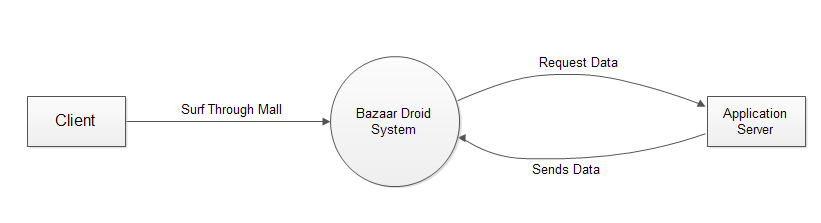 Request Data
Client
Surf Through Mall
Bazaar Droid
System
Application
Server
Sends Data